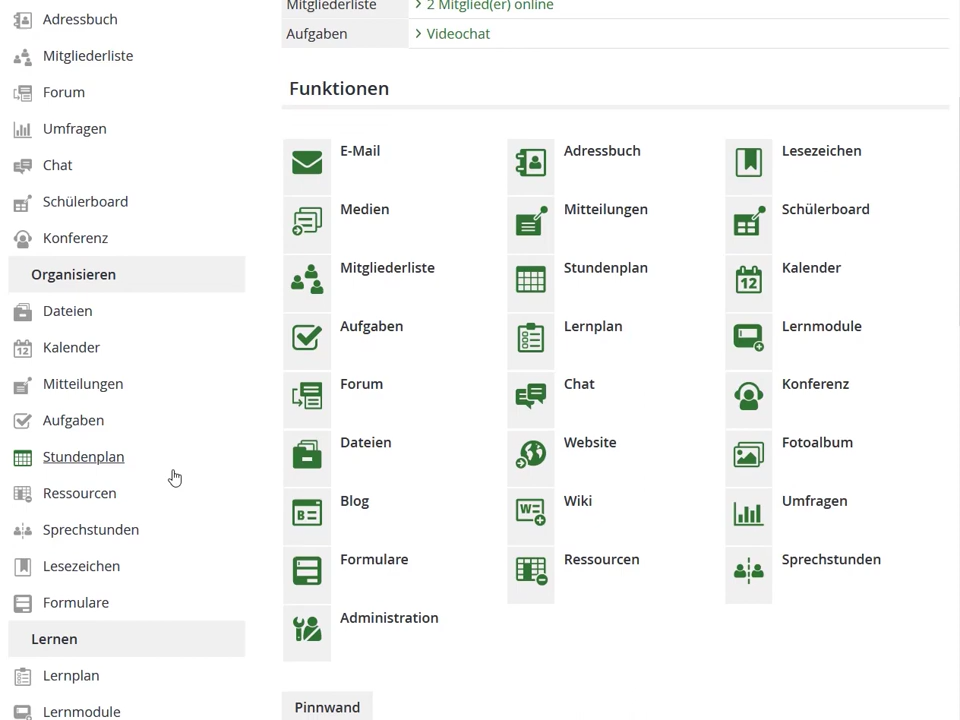 Adressbuch
Mitgliederliste
Forum
Umfragen
Chat
Schülerboard
Konferenz
Organisieren
Dateien
Kalender
Mitteilungen
Aufgaben
Stundenplan
Ressourcen
Sprechstunden
Lesezeichen
Formulare
Lernen
Lernplan
Lernmodule
Mitgliederliste > 2 Mitglied(er) online
Aufgaben > Videochat
Funktionen
E-Mail Adressbuch Lesezeichen
Medien Mitteilungen Schülerboard
Mitgliederliste Stundenplan Kalender
Aufgaben Lernplan Lernmodule
Forum Chat Konferenz
Dateien Website Fotoalbum
Blog Wiki Umfragen
Formulare Ressourcen Sprechstunden
Administration
Pinnwand